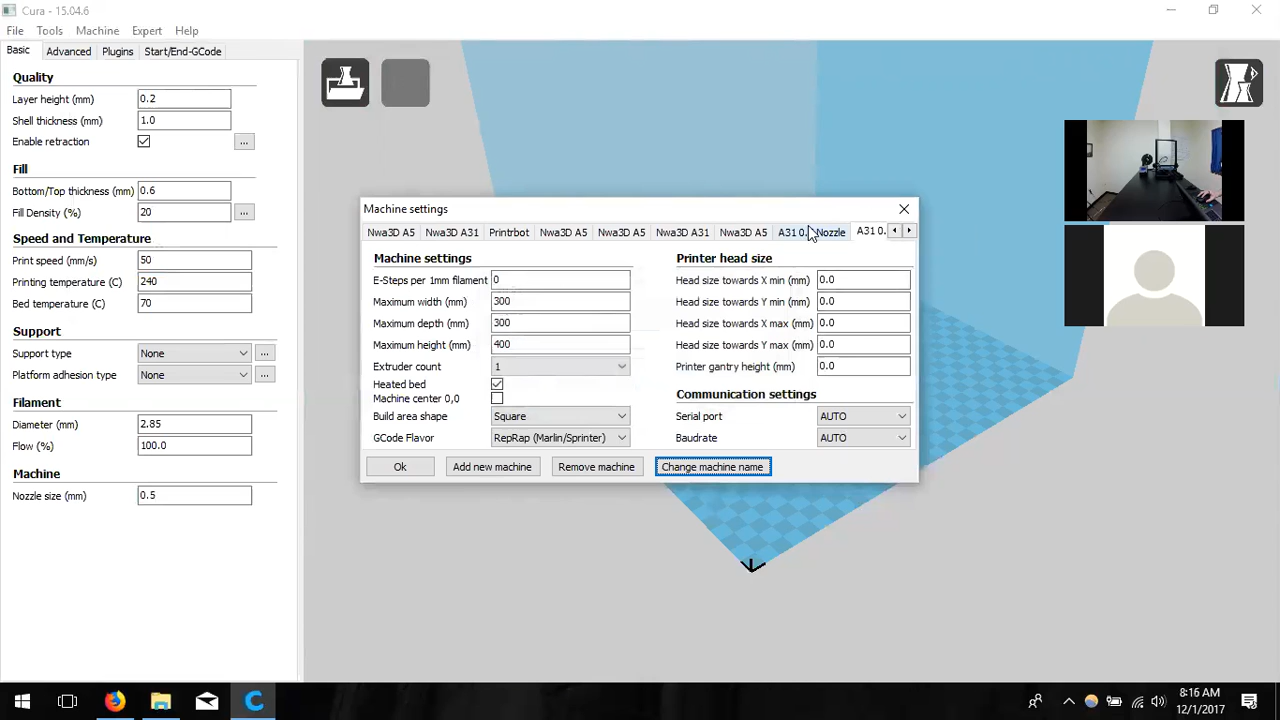 Cura - 15.04.6
File Tools Machine Expert Help
Basic Advanced Plugins Start/End-GCode
Quality
Layer height (mm) 0.2
Shell thickness (mm) 1.0
Enable retraction ...
Fill
Bottom/Top thickness (mm) 0.6
Fill Density (%) 20 ...
Speed and Temperature
Print speed (mm/s) 50
Printing temperature (C) 240
Bed temperature (C) 70
Support
Support type None ...
Platform adhesion type None ...
Filament
Diameter (mm) 2.85
Flow (%) 100.0
Machine
Nozzle size (mm) 0.5
Machine settings
Nwa3D A5 Nwa3D A31 Printrbot Nwa3D A5 Nwa3D A5 Nwa3D A31 Nwa3D A5 A31 0. Nozzle A31 0.
Machine settings
E-Steps per 1mm filament 0
Maximum width (mm) 300
Maximum depth (mm) 300
Maximum height (mm) 400
Extruder count 1
Heated bed
Machine center 0,0
Build area shape Square
GCode Flavor RepRap (Marlin/Sprinter)
Printer head size
Head size towards X min (mm) 0.0
Head size towards Y min (mm) 0.0
Head size towards X max (mm) 0.0
Head size towards Y max (mm) 0.0
Printer gantry height (mm) 0.0
Communication settings
Serial port AUTO
Baudrate AUTO
Ok Add new machine Remove machine Change machine name
8:16 AM
12/1/2017